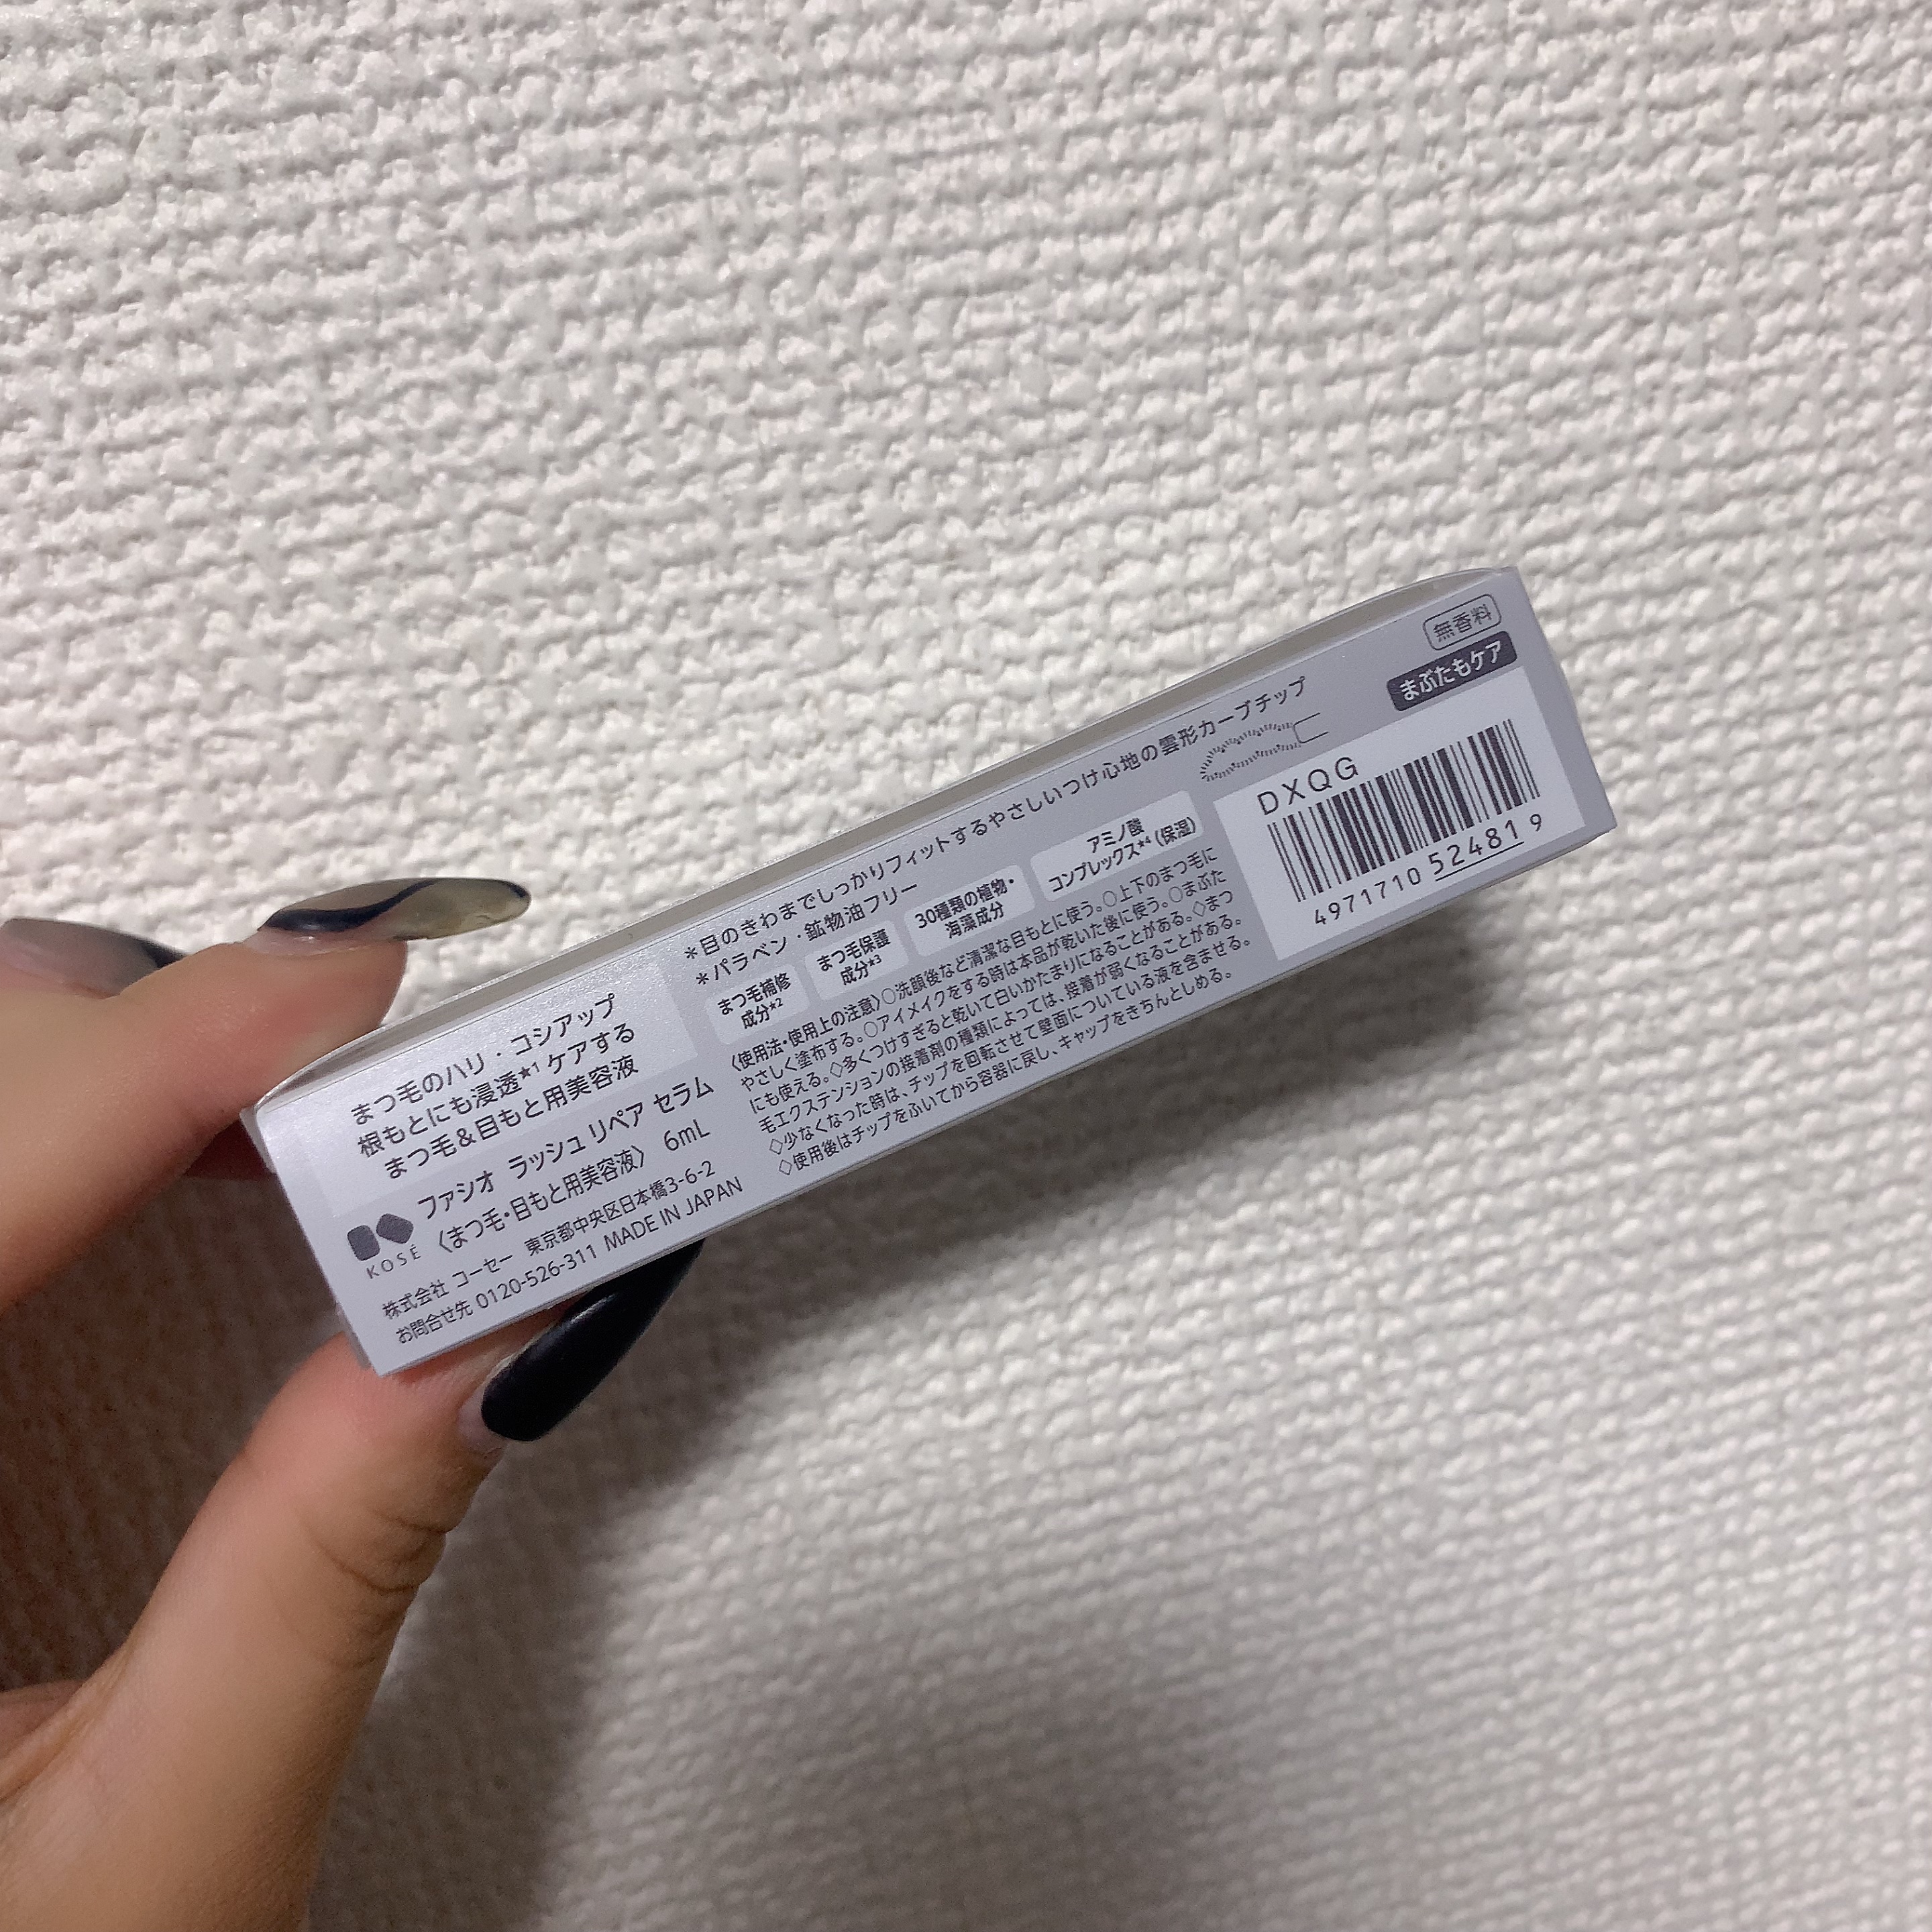 まつ毛のハリ・コシアップ
根もとにも浸透★1ケアする
まつ毛&目もと用美容液
KOSÉ
ファシオ ラッシュ リペア セラム
〈まつ毛・目もと用美容液〉 6mL
株式会社 コーセー 東京都中央区日本橋3-6-2
お問合せ先 0120-526-311 MADE IN JAPAN
＊目のきわまでしっかりフィットするやさしいつけ心地の雲形カーブチップ
＊パラベン・鉱物油フリー
まつ毛補修
成分★2
まつ毛保護
成分★3
30種類の植物・
海藻成分
アミノ酸
コンプレックス★4(保湿)
〈使用法・使用上の注意〉○洗顔後など清潔な目もとに使う。○上下のまつ毛に
やさしく塗布する。○アイメイクをする時は本品が乾いた後に使う。○まぶた
にも使える。◇多くつけすぎると乾いて白いかたまりになることがある。◇まつ
毛エクステンションの接着剤の種類によっては、接着が弱くなることがある。
◇少なくなった時は、チップを回転させて壁面についている液を含ませる。
◇使用後はチップをふいてから容器に戻し、キャップをきちんとしめる。
無香料
まぶたもケア
DXQG
4971710 524819